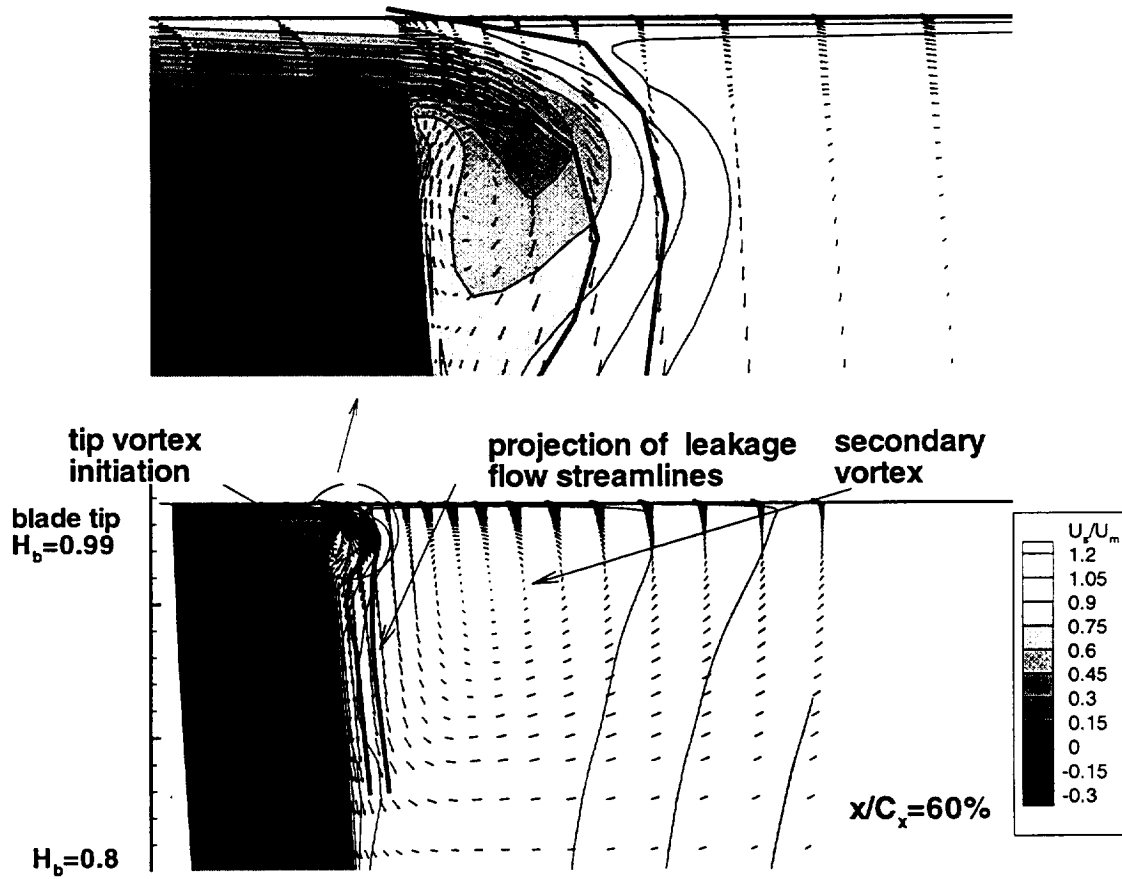 tip vortex
initiation
projection of leakage
flow streamlines
secondary
vortex
blade tip
H_b=0.99
U_s/U_m
1.2
1.05
0.9
0.75
0.6
0.45
0.3
0.15
0
-0.15
-0.3
x/C_x=60%
H_b=0.8